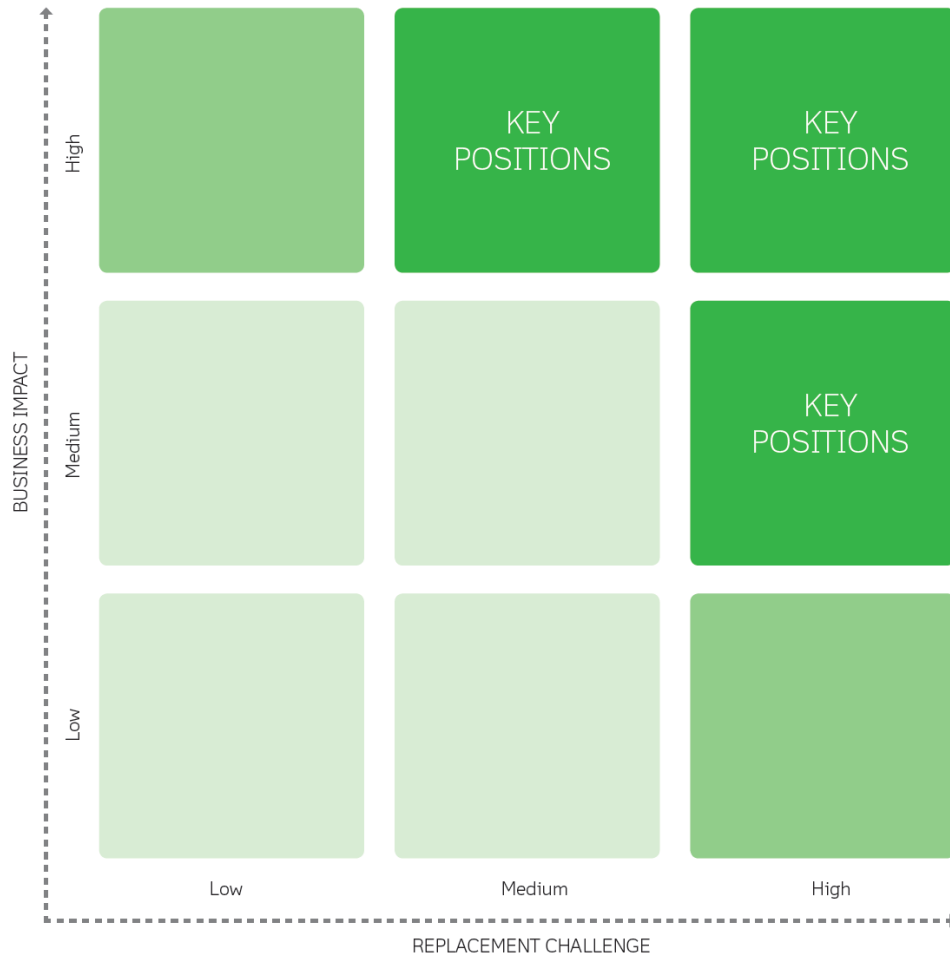 High
KEY
POSITIONS
KEY
POSITIONS
BUSINESS IMPACT
Medium
KEY
POSITIONS
Low
Low
Medium
High
REPLACEMENT CHALLENGE